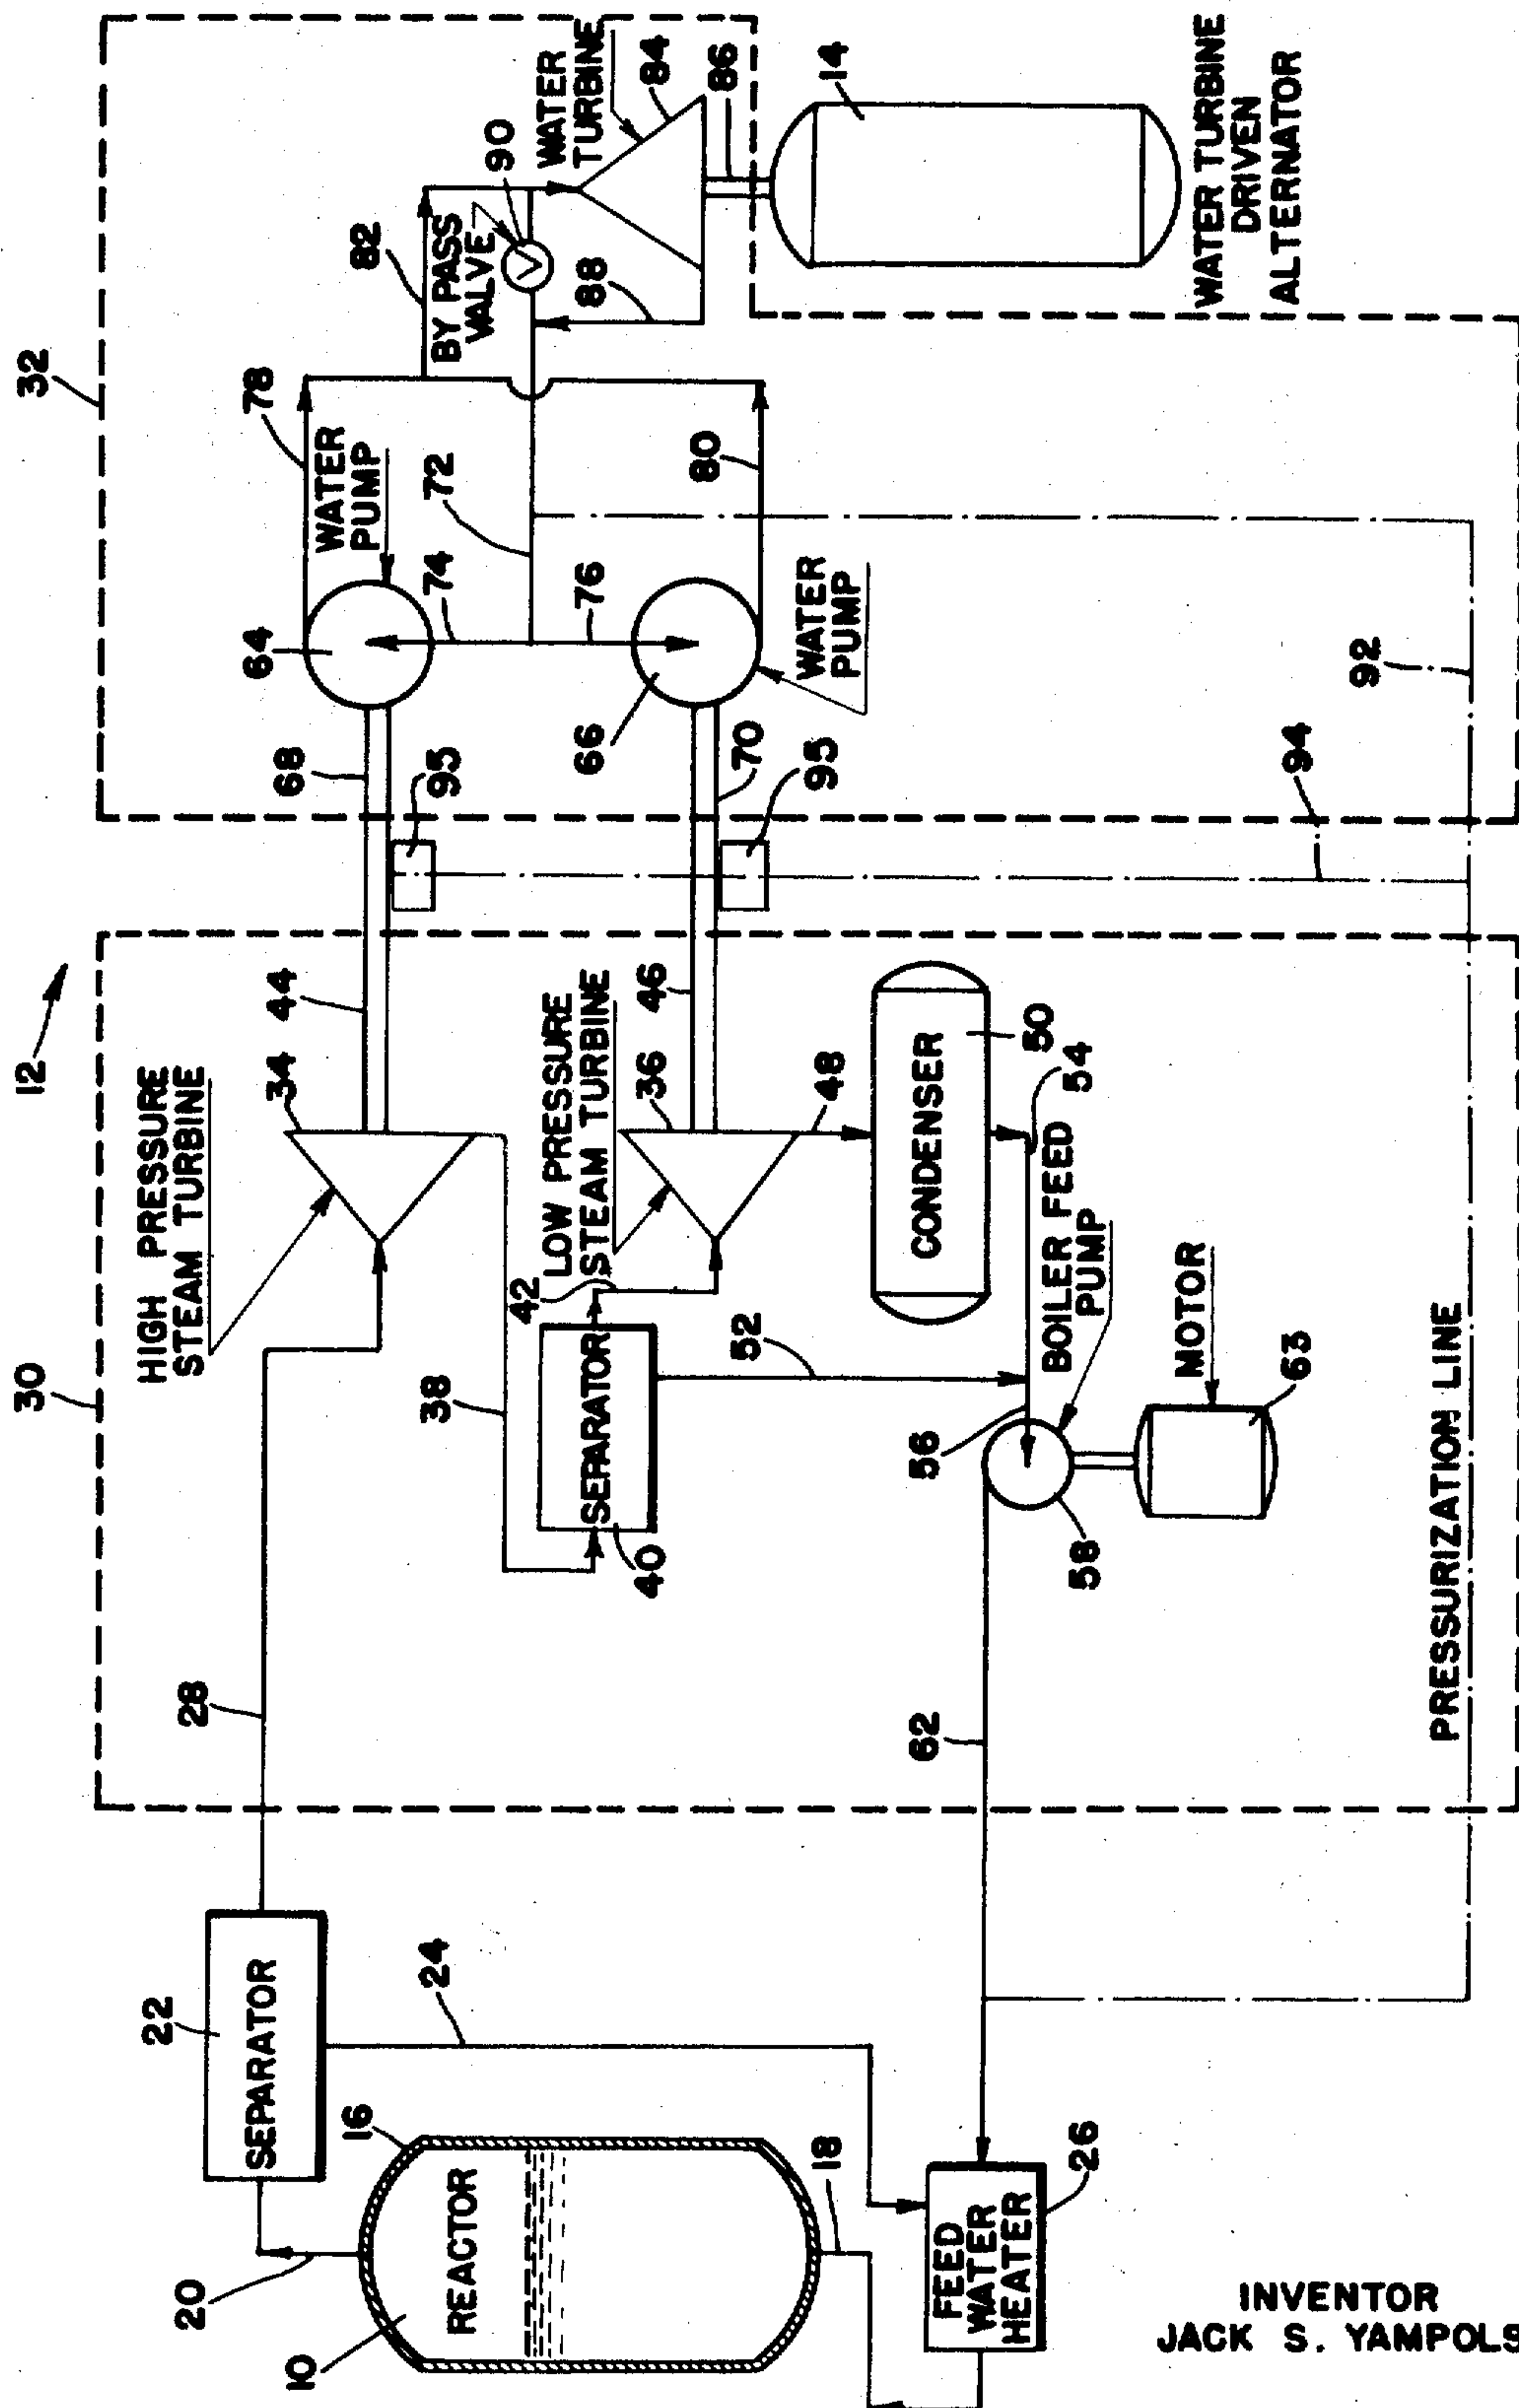 12
30
32
22
SEPARATOR
20
16
REACTOR
10
18
24
FEED
WATER
HEATER
26
28
HIGH PRESSURE
STEAM TURBINE
34
44
38
SEPARATOR
40
42
LOW PRESSURE
STEAM TURBINE
36
46
48
CONDENSER
50
52
54
BOILER FEED
PUMP
56
58
62
MOTOR
63
PRESSURIZATION LINE
68
95
70
95
94
92
64
WATER
PUMP
66
WATER
PUMP
74
76
72
78
80
82
BY PASS
VALVE
V
90
88
WATER
TURBINE
84
86
14
WATER TURBINE
DRIVEN
ALTERNATOR
INVENTOR
JACK S. YAMPOLS